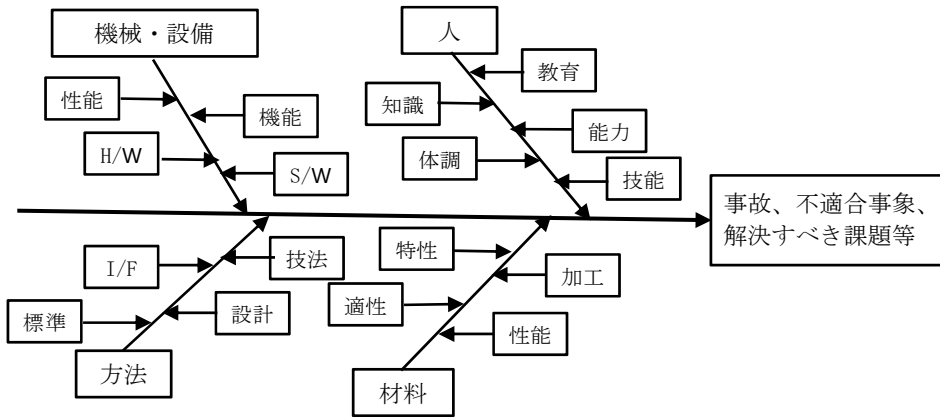 機械・設備
人
性能
機能
H/W
S/W
教育
知識
能力
体調
技能
事故、不適合事象、
解決すべき課題等
技法
I/F
設計
標準
方法
特性
加工
適性
性能
材料